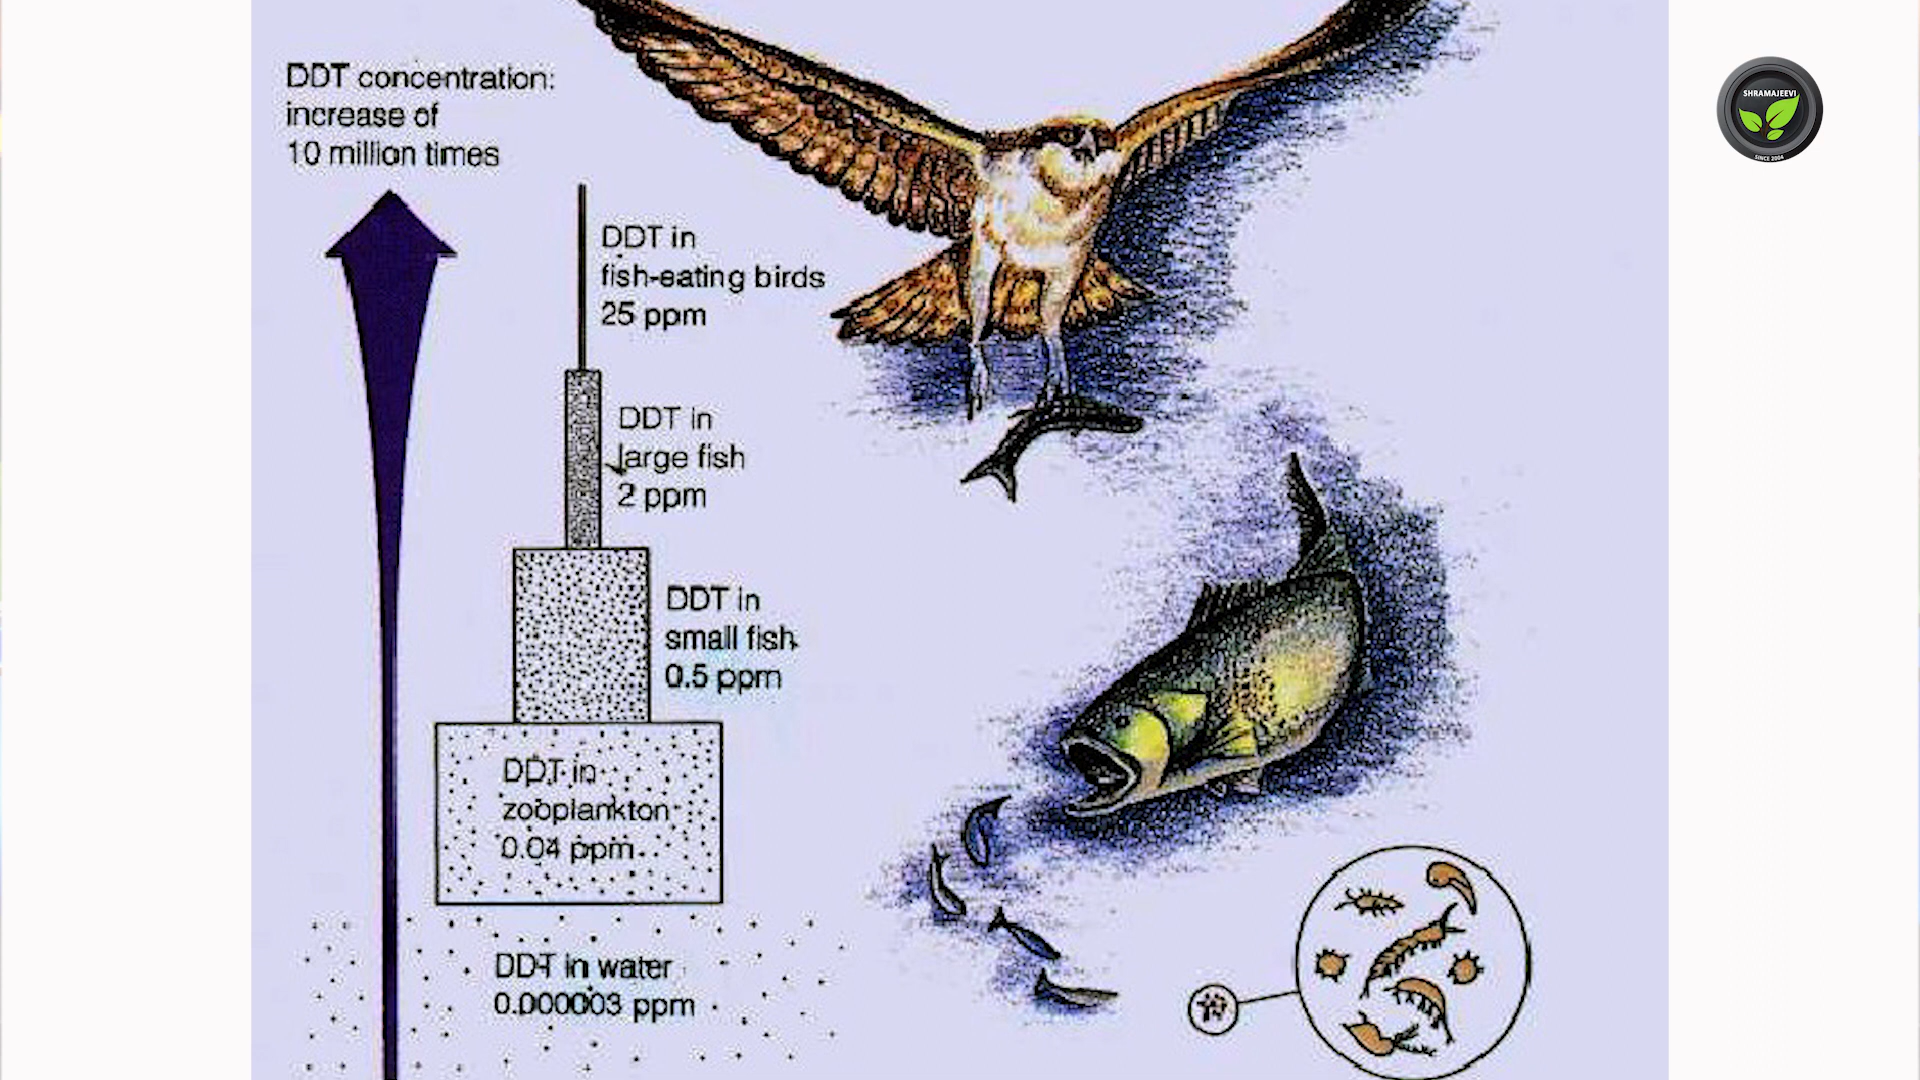 DDT concentration:
increase of
10 million times
DDT in
fish-eating birds
25 ppm
DDT in
large fish
2 ppm
DDT in
small fish
0.5 ppm
DDT in
zooplankton
0.04 ppm
DDT in water
0.000003 ppm
SHRAMAJEEVI
SINCE 2004